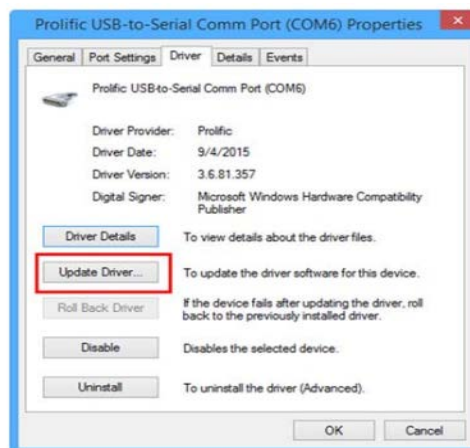 Prolific USB-to-Serial Comm Port (COM6) Properties
General Port Settings Driver Details Events
Prolific USB-to-Serial Comm Port (COM6)
Driver Provider: Prolific
Driver Date: 9/4/2015
Driver Version: 3.6.81.357
Digital Signer: Microsoft Windows Hardware Compatibility
Publisher
Driver Details To view details about the driver files.
Update Driver... To update the driver software for this device.
Roll Back Driver If the device fails after updating the driver, roll
back to the previously installed driver.
Disable Disables the selected device.
Uninstall To uninstall the driver (Advanced).
OK Cancel